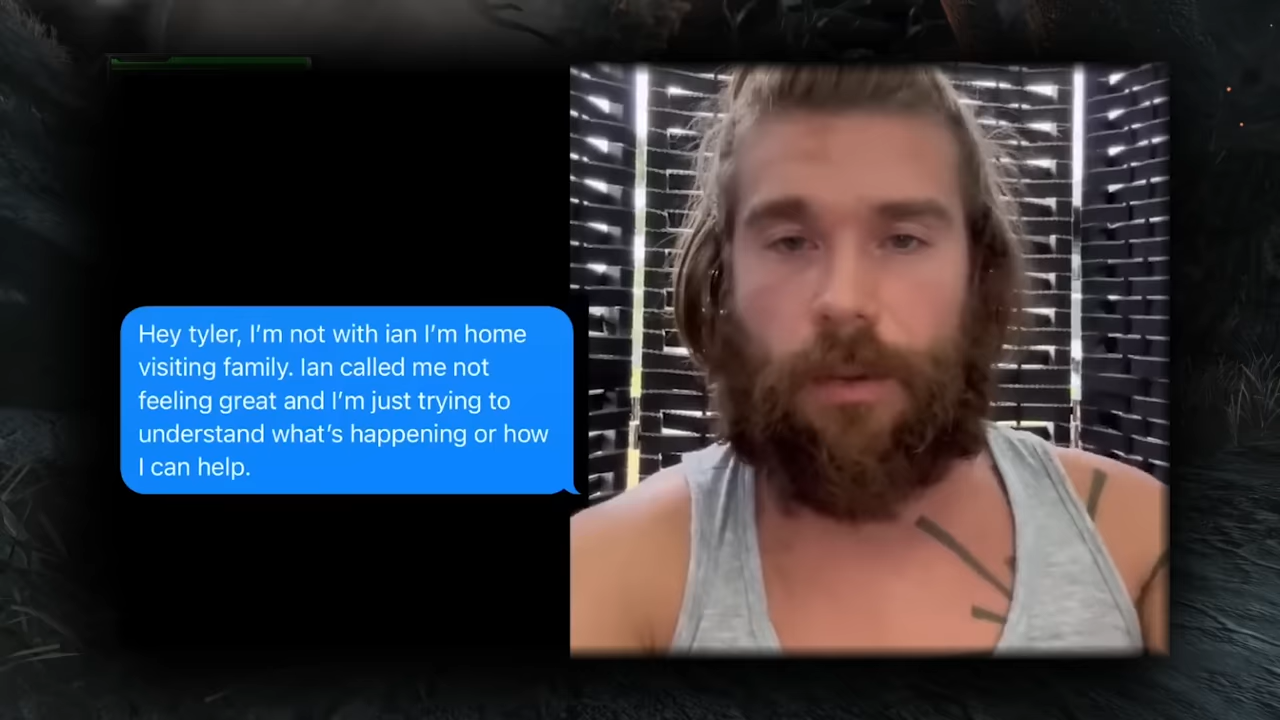 Hey tyler, I’m not with ian I’m home
visiting family. Ian called me not
feeling great and I’m just trying to
understand what’s happening or how
I can help.